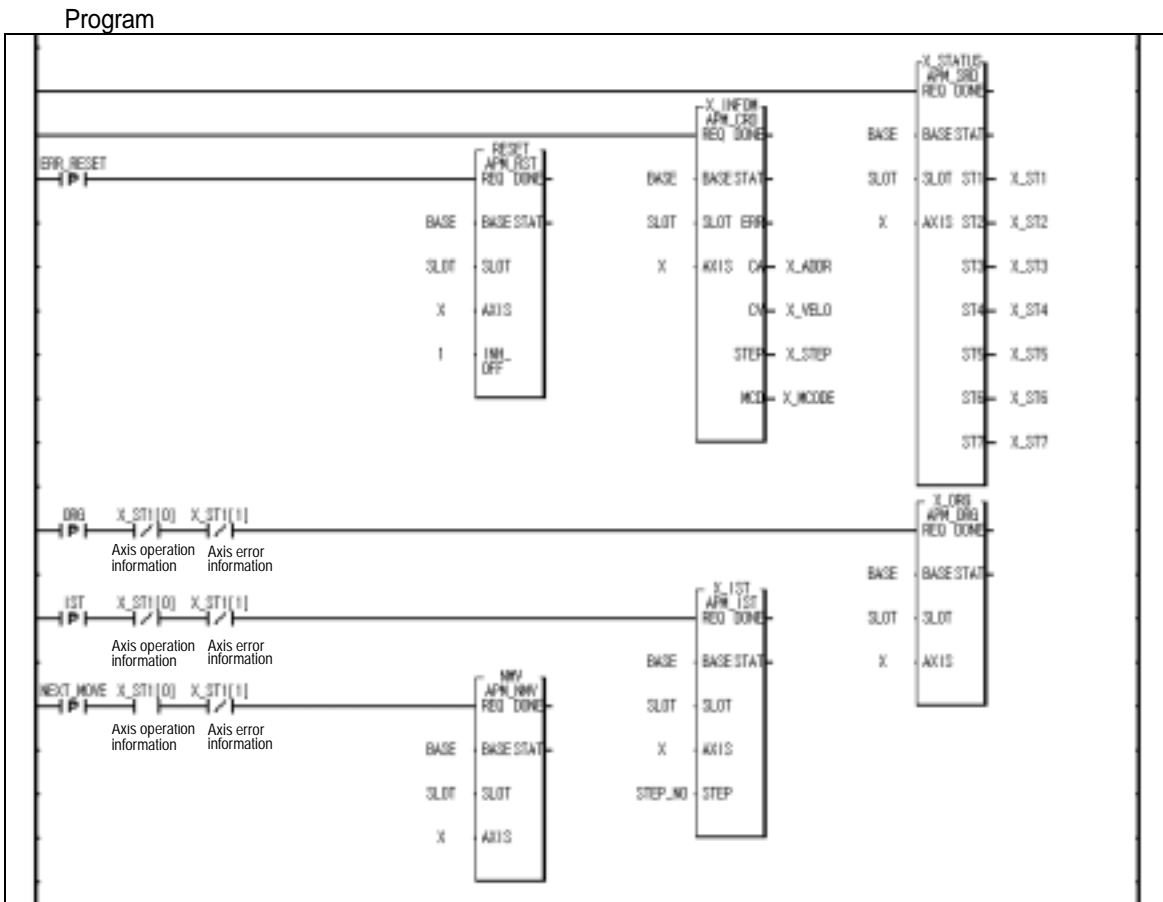 Program
X_STATUS
APM_SRD
REQ DONE
X_INFOM
APM_CRD
REQ DONE
BASE BASE STAT
ERR_RESET
P
RESET
APM_RST
REQ DONE
BASE BASE STAT
SLOT SLOT ST1 X_ST1
BASE BASE STAT
SLOT SLOT ERR
X AXIS ST2 X_ST2
SLOT SLOT
X AXIS CA X_ADDR
ST3 X_ST3
X AXIS
CV X_VELO
ST4 X_ST4
1 INH_
OFF
STEP X_STEP
ST5 X_ST5
MCD X_MCODE
ST6 X_ST6
ST7 X_ST7
ORG X_ST1[0] X_ST1[1]
P
X_ORG
APM_ORG
REQ DONE
Axis operation
information
Axis error
information
BASE BASE STAT
IST X_ST1[0] X_ST1[1]
P
X_IST
APM_IST
REQ DONE
SLOT SLOT
Axis operation
information
Axis error
information
BASE BASE STAT
X AXIS
NEXT_MOVE X_ST1[0] X_ST1[1]
P
NMV
APM_NMV
REQ DONE
SLOT SLOT
Axis operation
information
Axis error
information
BASE BASE STAT
X AXIS
SLOT SLOT
STEP_NO STEP
X AXIS